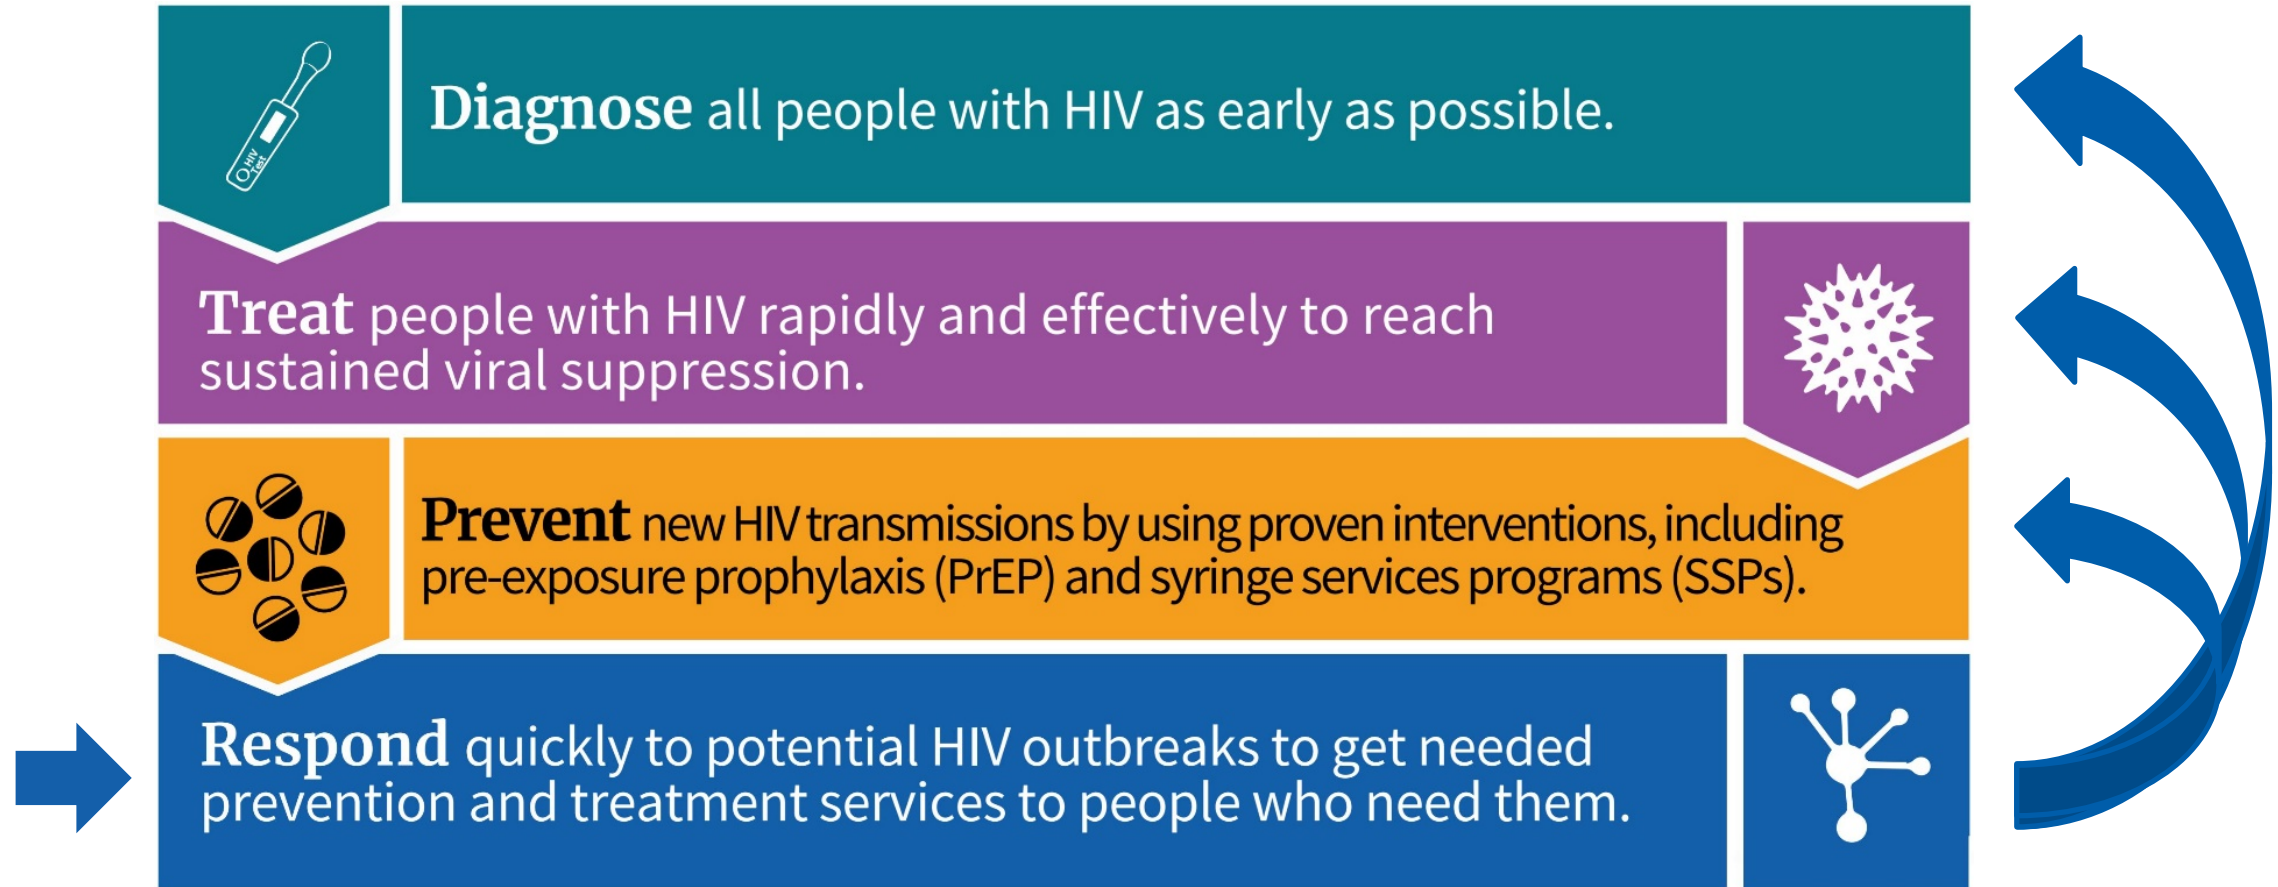 HIV
Test
Diagnose all people with HIV as early as possible.
Treat people with HIV rapidly and effectively to reach
sustained viral suppression.
Prevent new HIV transmissions by using proven interventions, including
pre-exposure prophylaxis (PrEP) and syringe services programs (SSPs).
Respond quickly to potential HIV outbreaks to get needed
prevention and treatment services to people who need them.